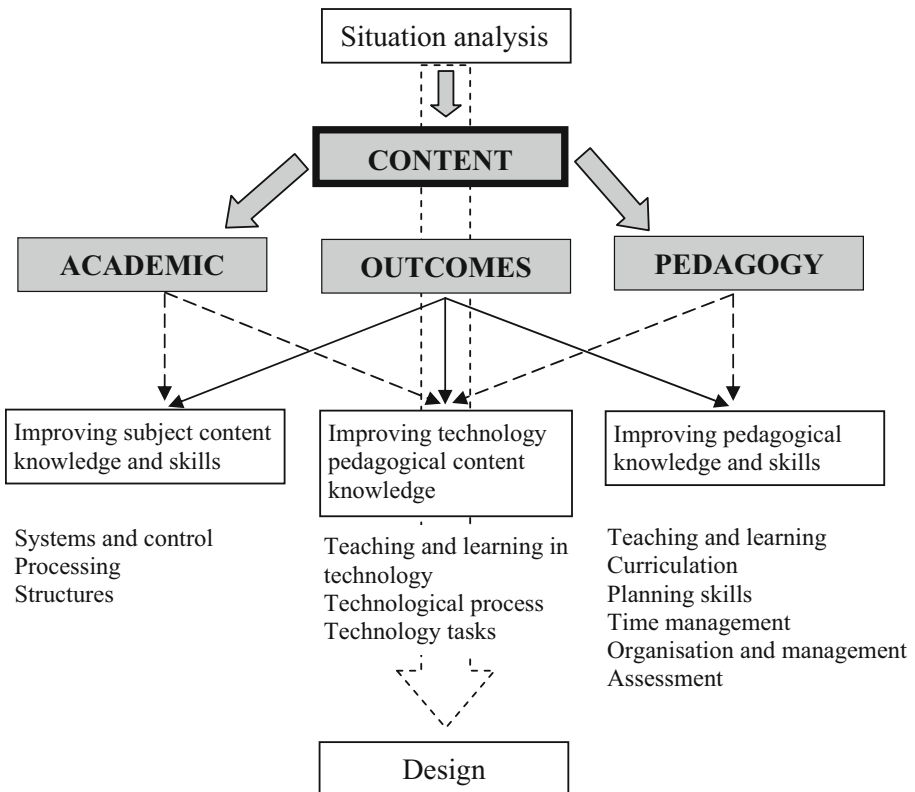 Situation analysis
CONTENT
ACADEMIC
OUTCOMES
PEDAGOGY
Improving subject content
knowledge and skills
Improving technology
pedagogical content
knowledge
Improving pedagogical
knowledge and skills
Systems and control
Processing
Structures
Teaching and learning in
technology
Technological process
Technology tasks
Teaching and learning
Curriculation
Planning skills
Time management
Organisation and management
Assessment
Design